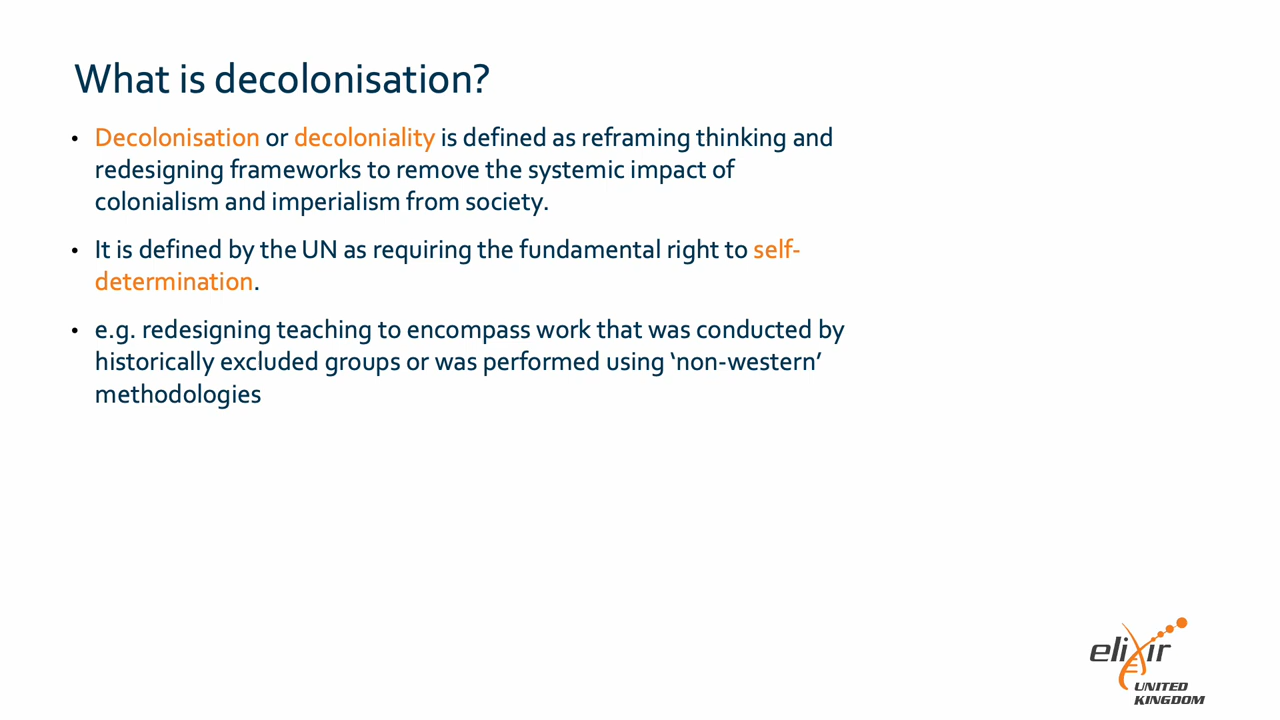 What is decolonisation?
• Decolonisation or decoloniality is defined as reframing thinking and
redesigning frameworks to remove the systemic impact of
colonialism and imperialism from society.
• It is defined by the UN as requiring the fundamental right to self-
determination.
• e.g. redesigning teaching to encompass work that was conducted by
historically excluded groups or was performed using ‘non-western’
methodologies
elixir
UNITED
KINGDOM